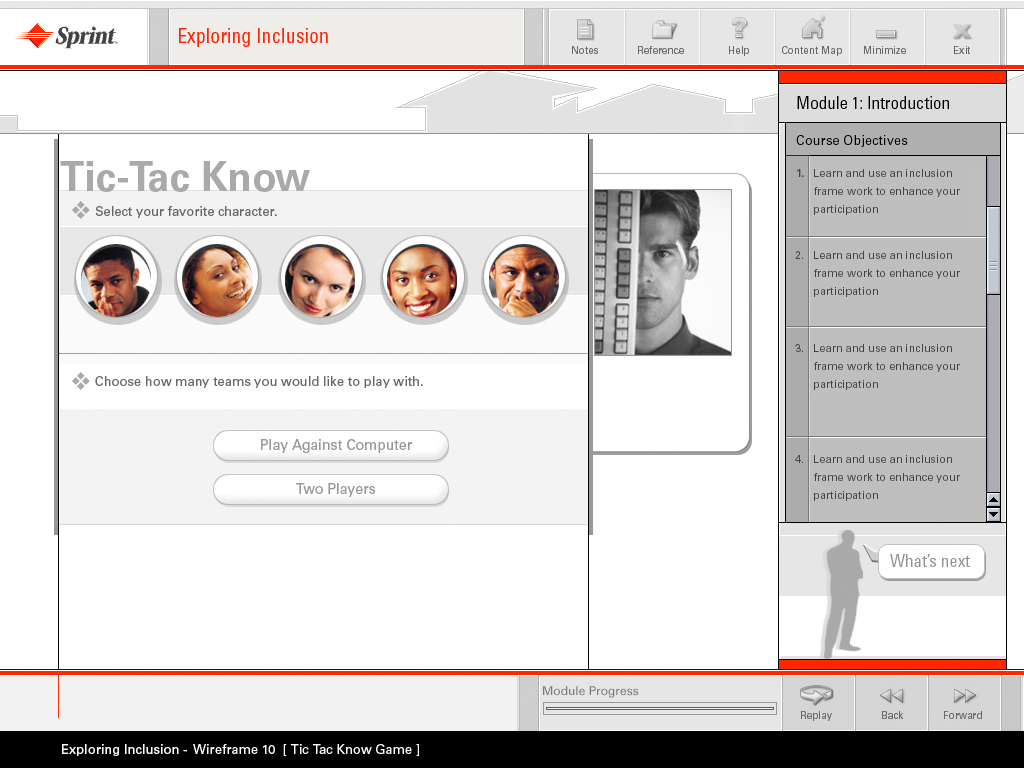 Sprint.
Exploring Inclusion
Notes
Reference
Help
Content Map
Minimize
Exit
Module 1: Introduction
Course Objectives
1. Learn and use an inclusion
frame work to enhance your
participation
2. Learn and use an inclusion
frame work to enhance your
participation
3. Learn and use an inclusion
frame work to enhance your
participation
4. Learn and use an inclusion
frame work to enhance your
participation
What's next
Tic-Tac Know
Select your favorite character.
Choose how many teams you would like to play with.
Play Against Computer
Two Players
Module Progress
Replay
Back
Forward
Exploring Inclusion - Wireframe 10 [ Tic Tac Know Game ]